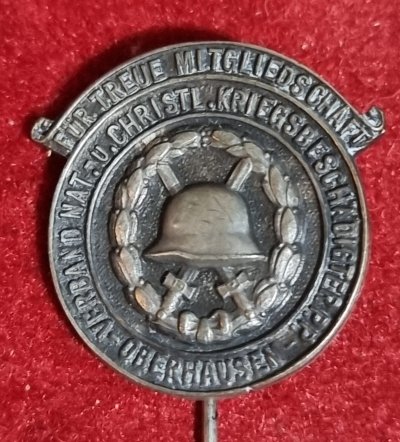 FÜR TREUE MITGLIEDSCHAFT
-VERBAND NAT. U. CHRISTL. KRIEGSBESCHÄDIGTER P.P.-
OBERHAUSEN